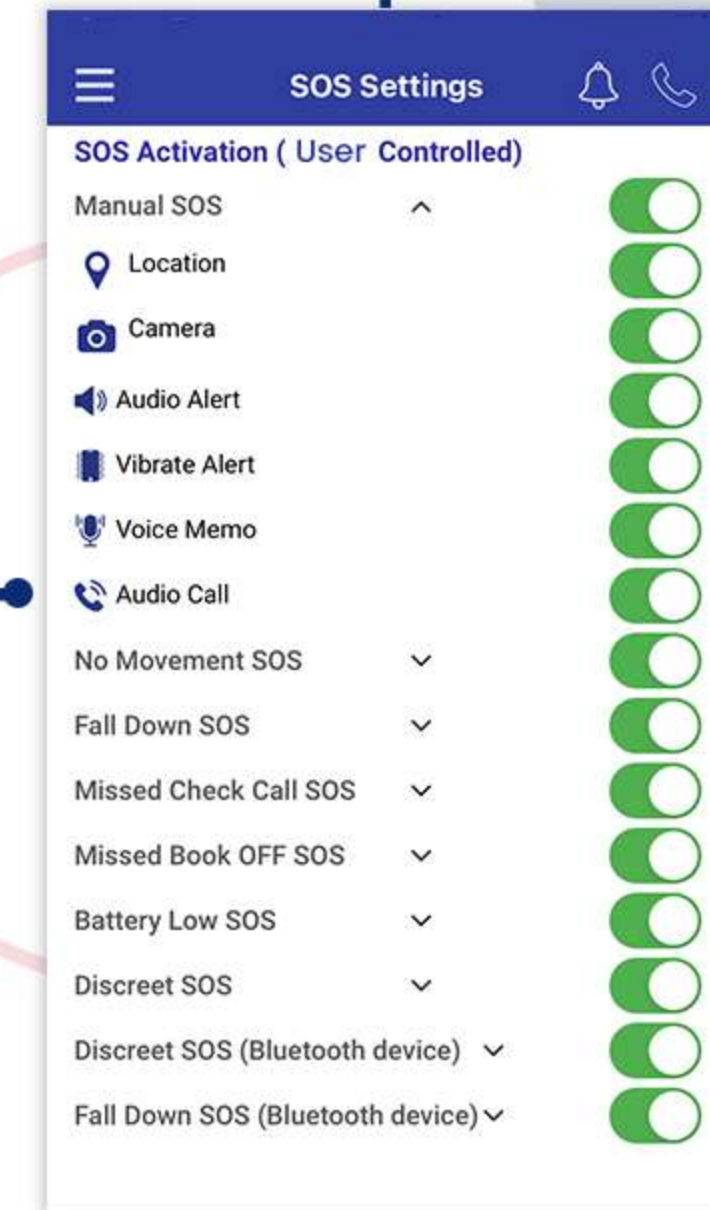 SOS Settings
SOS Activation ( User Controlled)
Manual SOS
Location
Camera
Audio Alert
Vibrate Alert
Voice Memo
Audio Call
No Movement SOS
Fall Down SOS
Missed Check Call SOS
Missed Book OFF SOS
Battery Low SOS
Discreet SOS
Discreet SOS (Bluetooth device)
Fall Down SOS (Bluetooth device)